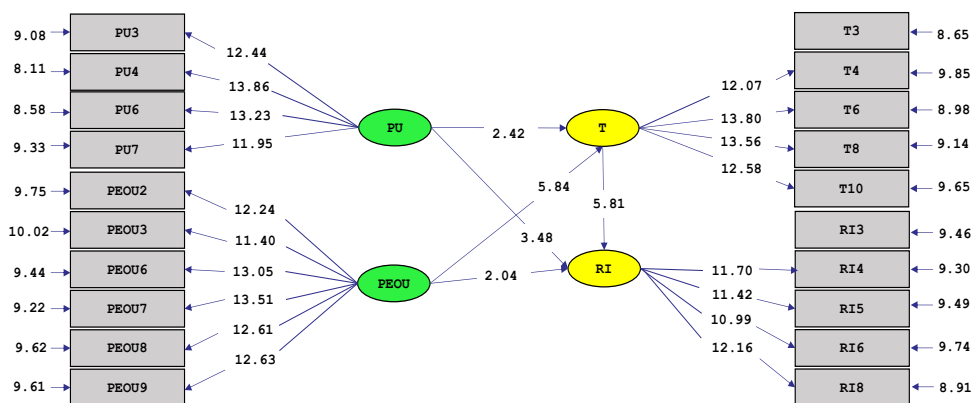 9.08 PU3
8.11 PU4
8.58 PU6
9.33 PU7
9.75 PEOU2
10.02 PEOU3
9.44 PEOU6
9.22 PEOU7
9.62 PEOU8
9.61 PEOU9
12.44
13.86
13.23
11.95
12.24
11.40
13.05
13.51
12.61
12.63
PU
PEOU
2.42
5.84
3.48
2.04
5.81
T
RI
12.07
13.80
13.56
12.58
11.70
11.42
10.99
12.16
T3 8.65
T4 9.85
T6 8.98
T8 9.14
T10 9.65
RI3 9.46
RI4 9.30
RI5 9.49
RI6 9.74
RI8 8.91